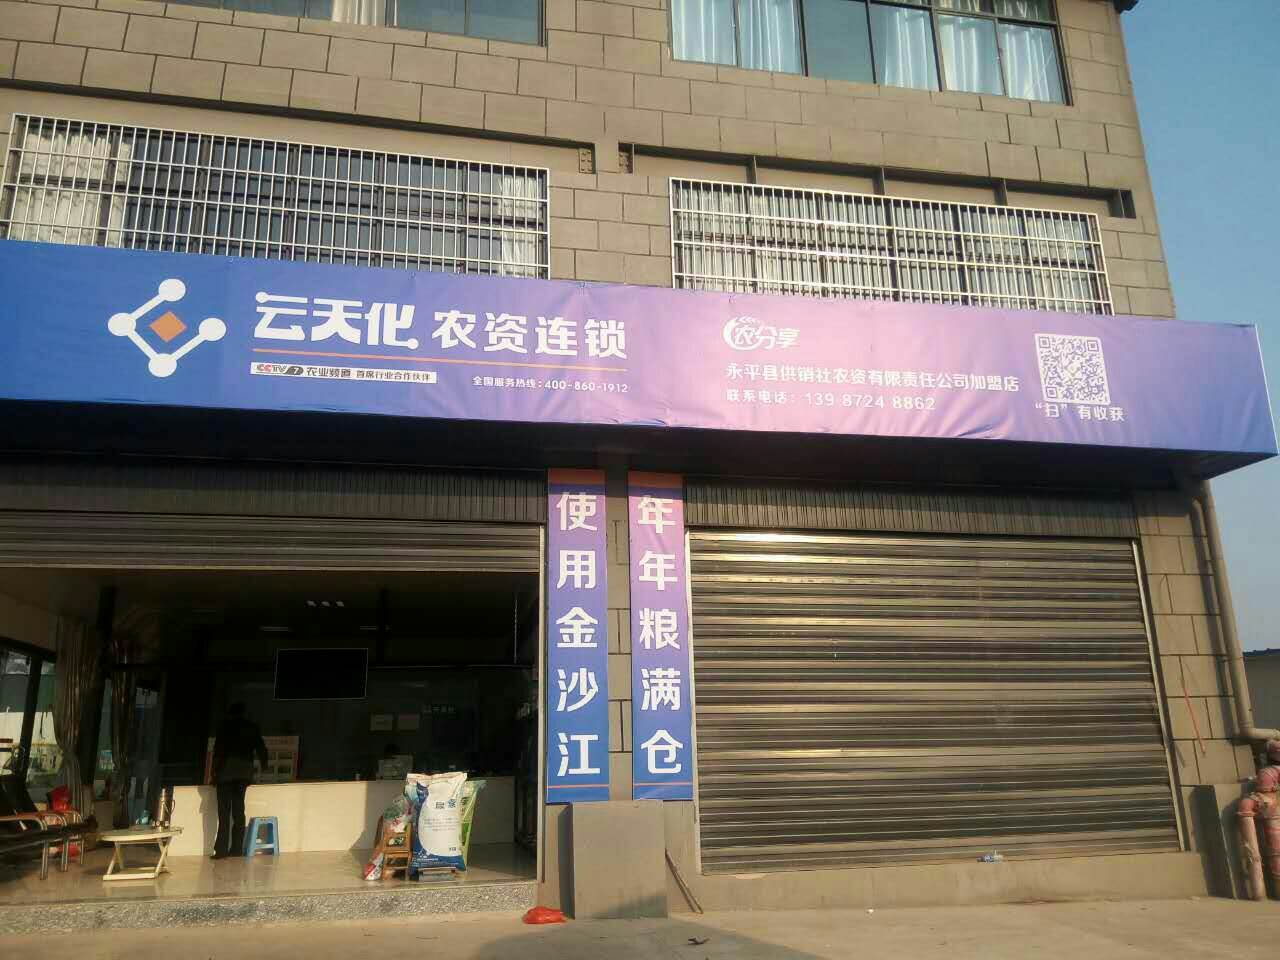 云天化 农资连锁
CCTV 7 农业频道 首席行业合作伙伴
全国服务热线：400-860-1912
农分享
永平县供销社农资有限责任公司加盟店
联系电话：139 8724 8862
“扫” 有收获
使用金沙江
年年粮满仓